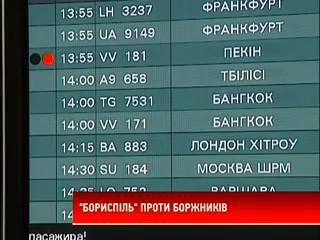 13:55 LH 3237 ФРАНКФУРТ
13:55 UA 9149 ФРАНКФУРТ
13:55 VV 181 ПЕКІН
14:00 A9 658 ТБІЛІСІ
14:00 TG 7531 БАНГКОК
14:00 VV 171 БАНГКОК
14:15 BA 883 ЛОНДОН ХІТРОУ
14:30 SU 184 МОСКВА ШРМ
ВАРШАВА
"БОРИСПІЛЬ" ПРОТИ БОРЖНИКІВ
пасажира!